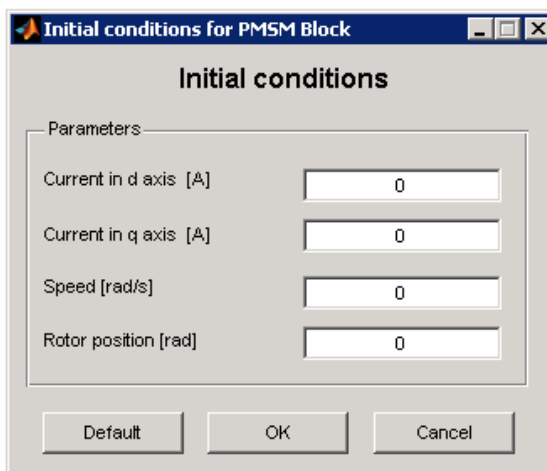 Initial conditions for PMSM Block
Initial conditions
Parameters
Current in d axis [A] 0
Current in q axis [A] 0
Speed [rad/s] 0
Rotor position [rad] 0
Default OK Cancel